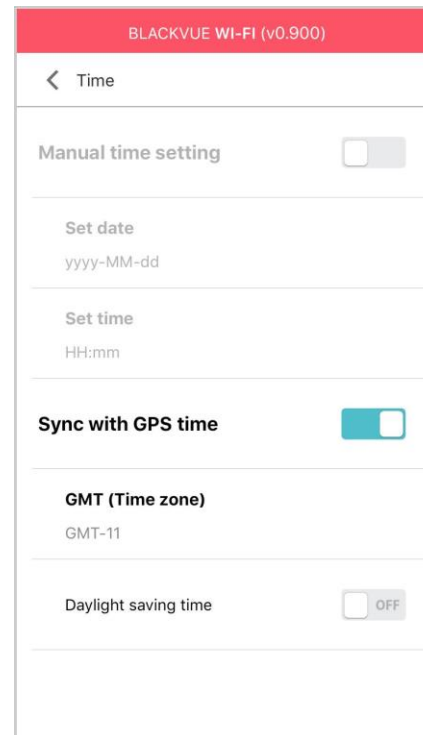 BLACKVUE WI-FI (v0.900)
Time
Manual time setting
Set date
yyyy-MM-dd
Set time
HH:mm
Sync with GPS time
GMT (Time zone)
GMT-11
Daylight saving time OFF